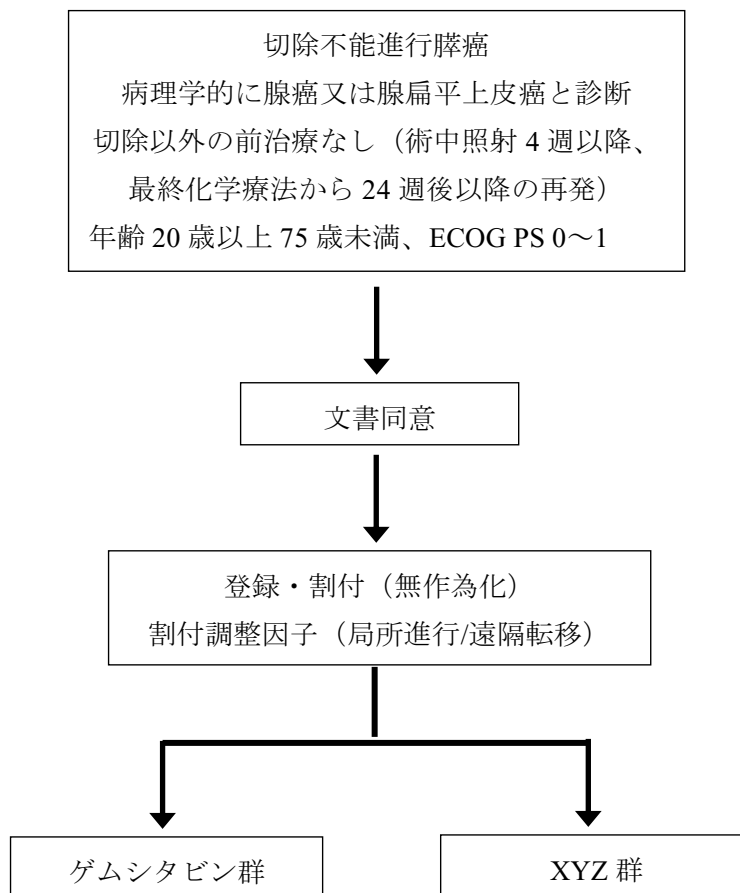 切除不能進行膵癌
病理学的に腺癌又は腺扁平上皮癌と診断
切除以外の前治療なし（術中照射 4 週以降、
最終化学療法から 24 週後以降の再発）
年齢 20 歳以上 75 歳未満、ECOG PS 0～1
文書同意
登録・割付（無作為化）
割付調整因子（局所進行/遠隔転移）
ゲムシタビン群
XYZ 群